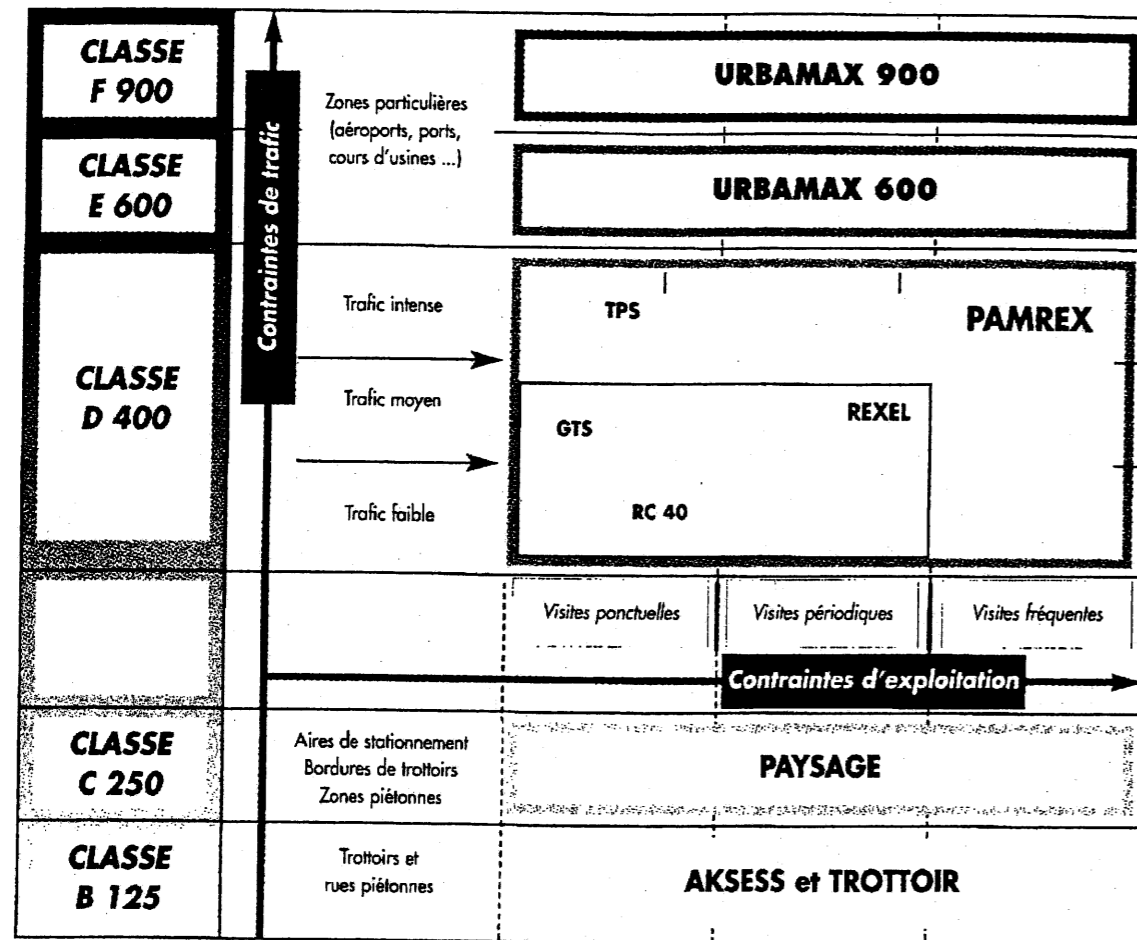 CLASSE
F 900
Contraintes de trafic
Zones particulières
(aéroports, ports,
cours d'usines ...)
URBAMAX 900
CLASSE
E 600
URBAMAX 600
CLASSE
D 400
Trafic intense
TPS
PAMREX
Trafic moyen
GTS
REXEL
Trafic faible
RC 40
Visites ponctuelles
Visites périodiques
Visites fréquentes
Contraintes d'exploitation
CLASSE
C 250
Aires de stationnement
Bordures de trottoirs
Zones piétonnes
PAYSAGE
CLASSE
B 125
Trottoirs et
rues piétonnes
AKSESS et TROTTOIR